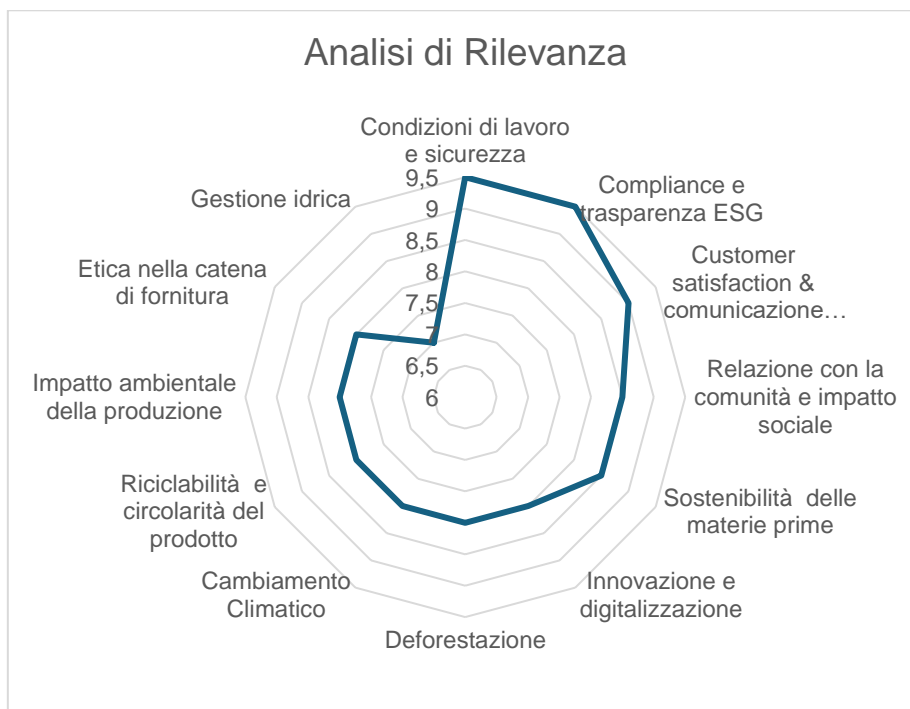 Analisi di Rilevanza
Condizioni di lavoro
e sicurezza
Compliance e
trasparenza ESG
Customer
satisfaction &
comunicazione…
Relazione con la
comunità e impatto
sociale
Sostenibilità delle
materie prime
Innovazione e
digitalizzazione
Deforestazione
Cambiamento
Climatico
Riciclabilità e
circolarità del
prodotto
Impatto ambientale
della produzione
Etica nella catena
di fornitura
Gestione idrica
9,5
9
8,5
8
7,5
7
6,5
6